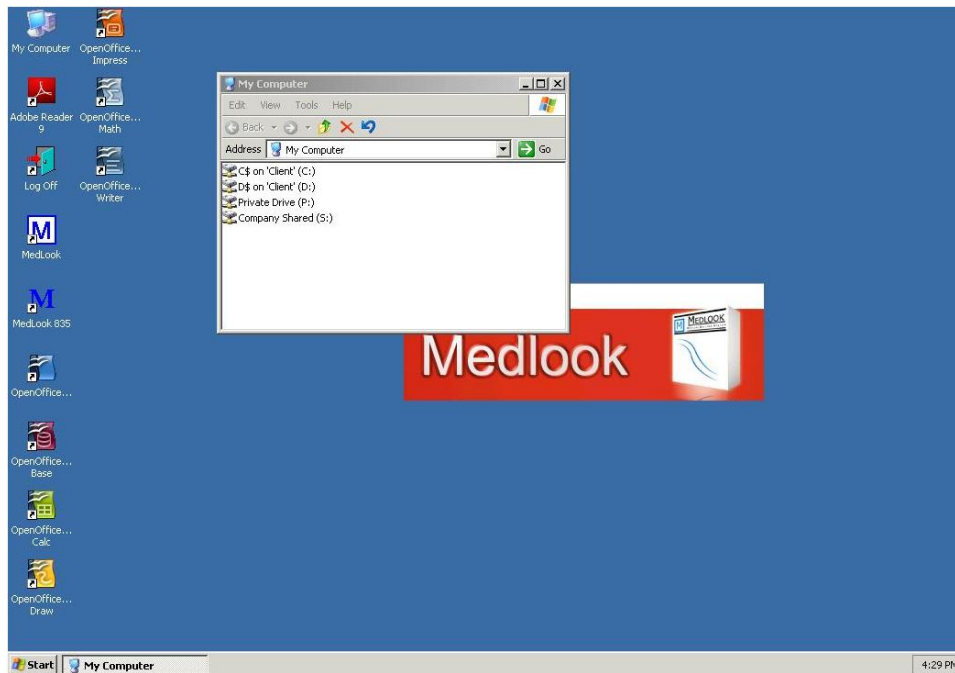 My Computer
OpenOffice...
Impress
Adobe Reader
9
OpenOffice...
Math
Log Off
OpenOffice...
Writer
MedLook
MedLook 835
OpenOffice...
OpenOffice...
Base
OpenOffice...
Calc
OpenOffice...
Draw
My Computer
Edit View Tools Help
Back
Address My Computer Go
C$ on 'Client' (C:)
D$ on 'Client' (D:)
Private Drive (P:)
Company Shared (S:)
Medlook
M MEDLOOK
Start My Computer 4:29 PM